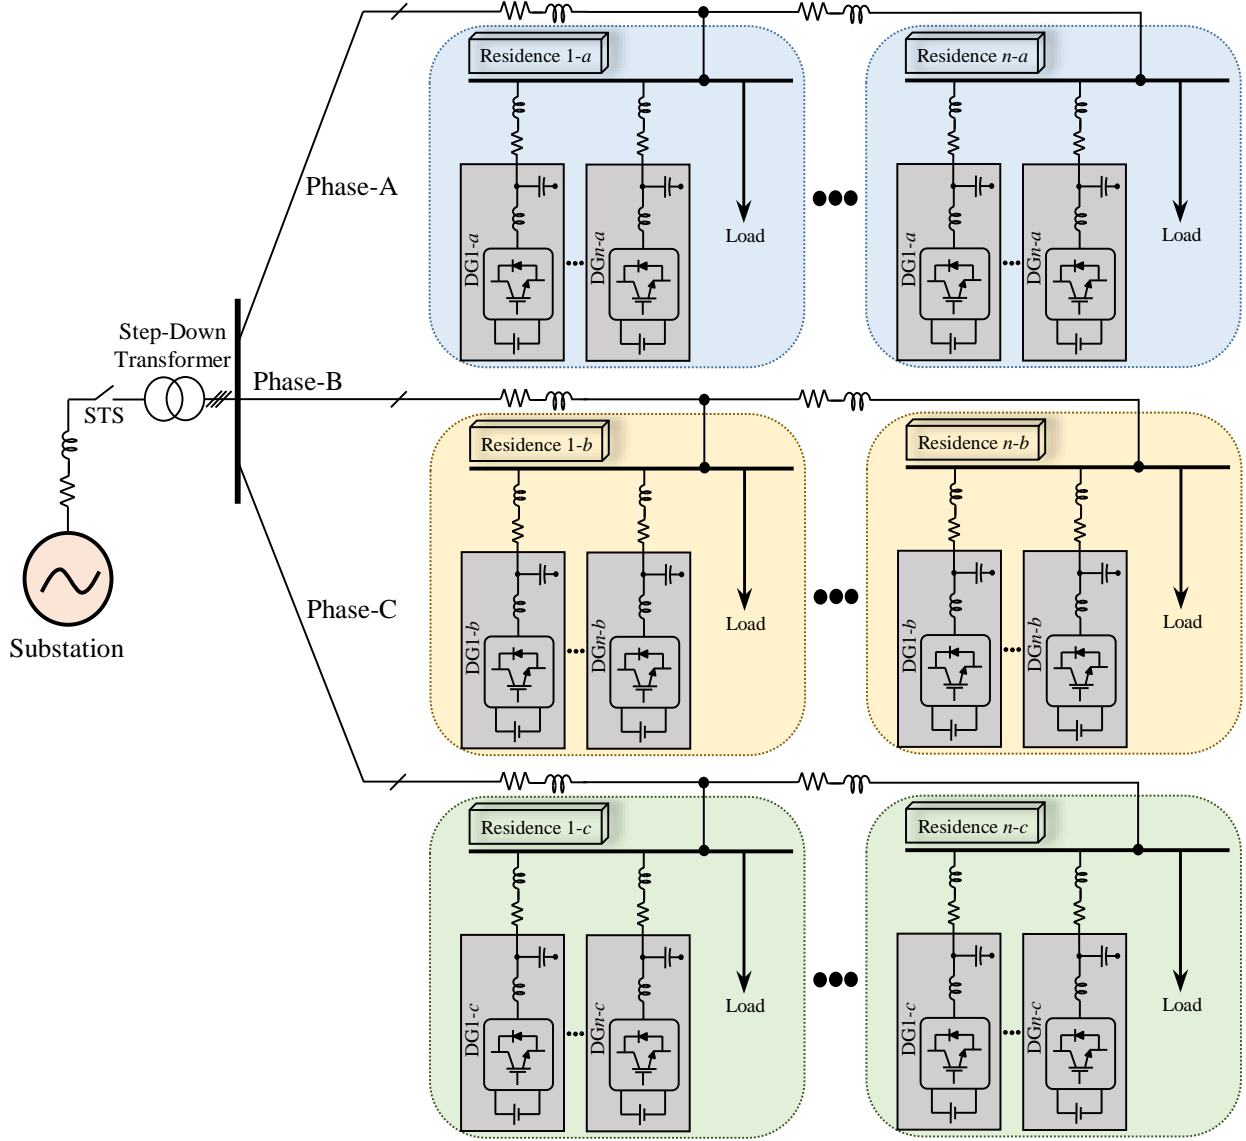 Residence 1-a
Residence n-a
Phase-A
DG1-a
DGn-a
Load
DG1-a
DGn-a
Load
Step-Down
Transformer
STS
Phase-B
Residence 1-b
Residence n-b
DG1-b
DGn-b
Load
DG1-b
DGn-b
Load
Substation
Phase-C
Residence 1-c
Residence n-c
DG1-c
DGn-c
Load
DG1-c
DGn-c
Load